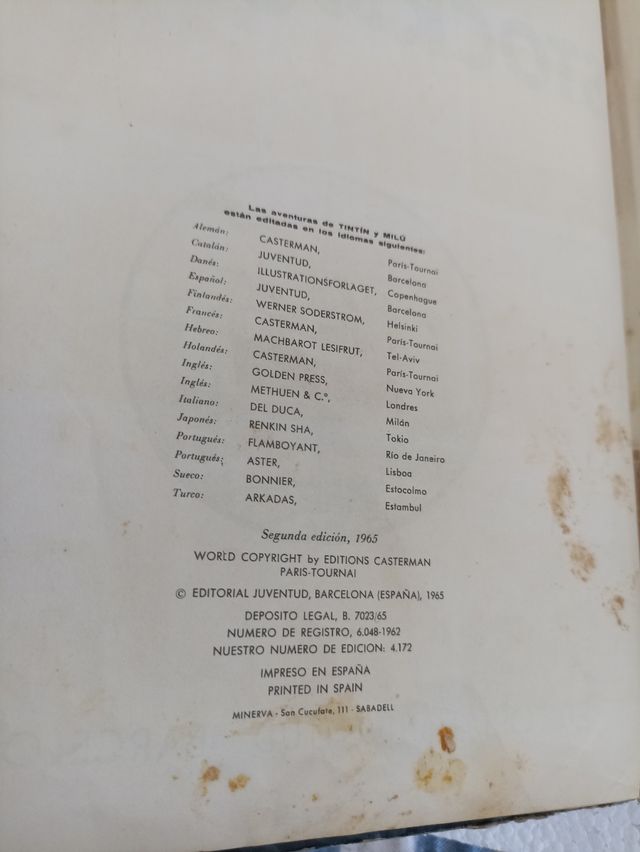 Las aventuras de TINTÍN y MILÚ
están editadas en los idiomas siguientes:
Alemán: CASTERMAN, París-Tournai
Catalán: JUVENTUD, Barcelona
Danés: ILLUSTRATIONSFORLAGET, Copenhague
Español: JUVENTUD, Barcelona
Finlandés: WERNER SODERSTROM, Helsinki
Francés: CASTERMAN, París-Tournai
Hebreo: MACHBAROT LESIFRUT, Tel-Aviv
Holandés: CASTERMAN, París-Tournai
Inglés: GOLDEN PRESS, Nueva York
Inglés: METHUEN & C.º, Londres
Italiano: DEL DUCA, Milán
Japonés: RENKIN SHA, Tokio
Portugués: FLAMBOYANT, Río de Janeiro
Portugués: ASTER, Lisboa
Sueco: BONNIER, Estocolmo
Turco: ARKADAS, Estambul
Segunda edición, 1965
WORLD COPYRIGHT by EDITIONS CASTERMAN
PARIS-TOURNAI
© EDITORIAL JUVENTUD, BARCELONA (ESPAÑA), 1965
DEPOSITO LEGAL, B. 7023/65
NUMERO DE REGISTRO, 6.048-1962
NUESTRO NUMERO DE EDICION: 4.172
IMPRESO EN ESPAÑA
PRINTED IN SPAIN
MINERVA - San Cucufate, 111 - SABADELL